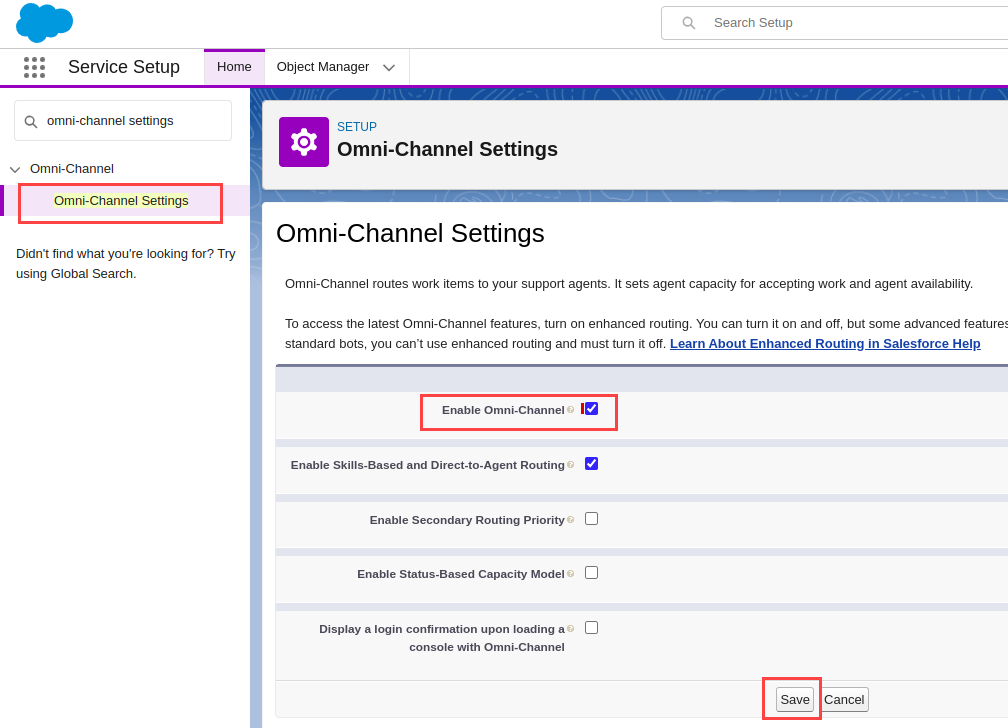 Search Setup
Service Setup
Home
Object Manager
omni-channel settings
Omni-Channel
Omni-Channel Settings
Didn't find what you're looking for? Try
using Global Search.
SETUP
Omni-Channel Settings
Omni-Channel Settings
Omni-Channel routes work items to your support agents. It sets agent capacity for accepting work and agent availability.
To access the latest Omni-Channel features, turn on enhanced routing. You can turn it on and off, but some advanced features
standard bots, you can’t use enhanced routing and must turn it off. Learn About Enhanced Routing in Salesforce Help
Enable Omni-Channel
Enable Skills-Based and Direct-to-Agent Routing
Enable Secondary Routing Priority
Enable Status-Based Capacity Model
Display a login confirmation upon loading a
console with Omni-Channel
Save
Cancel